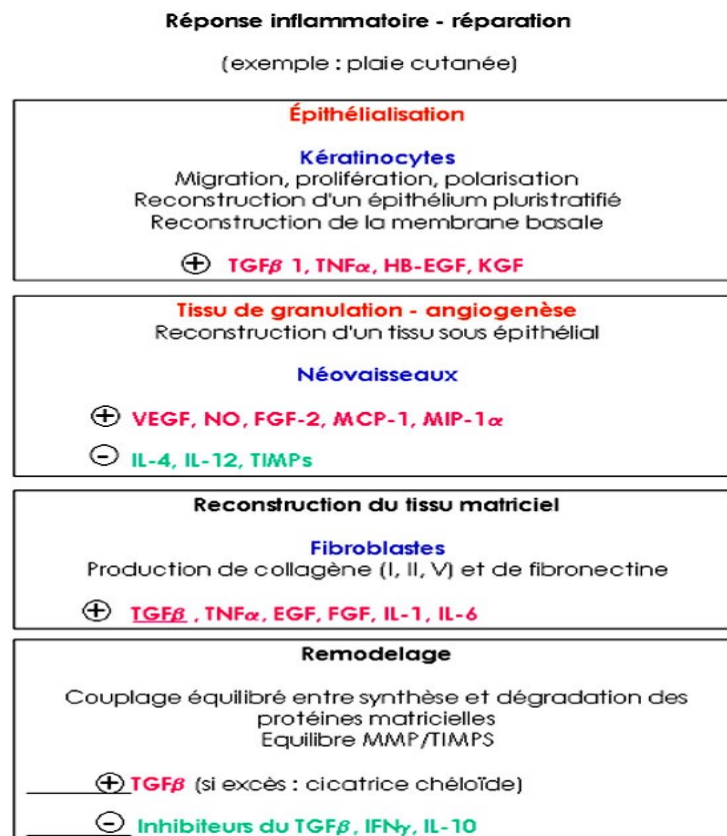 Réponse inflammatoire - réparation
(exemple : plaie cutanée)
Épithélialisation
Kératinocytes
Migration, prolifération, polarisation
Reconstruction d'un épithélium pluristratifié
Reconstruction de la membrane basale
⊕ TGFβ 1, TNFα, HB-EGF, KGF
Tissu de granulation - angiogenèse
Reconstruction d'un tissu sous épithélial
Néovaisseaux
⊕ VEGF, NO, FGF-2, MCP-1, MIP-1α
⊖ IL-4, IL-12, TIMPs
Reconstruction du tissu matriciel
Fibroblastes
Production de collagène (I, II, V) et de fibronectine
⊕ TGFβ , TNFα, EGF, FGF, IL-1, IL-6
Remodelage
Couplage équilibré entre synthèse et dégradation des
protéines matricielles
Equilibre MMP/TIMPS
⊕ TGFβ (si excès : cicatrice chéloïde)
⊖ Inhibiteurs du TGFβ, IFNγ, IL-10